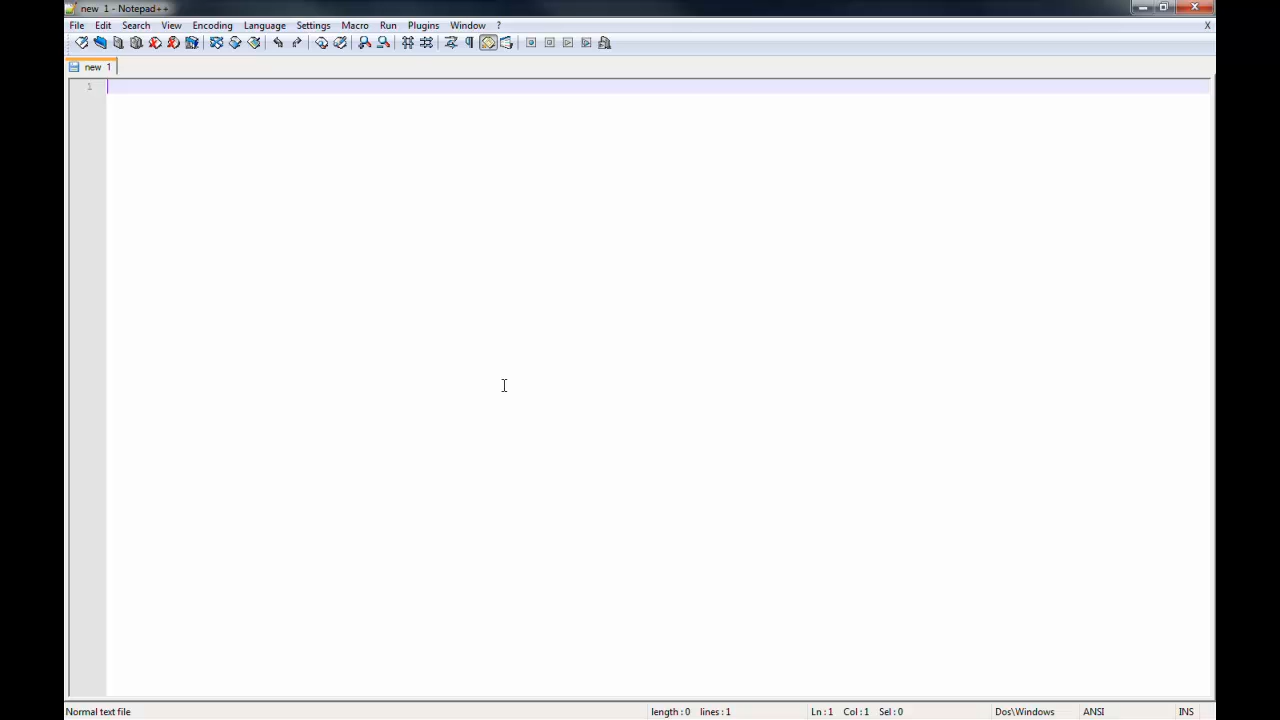 new 1 - Notepad++
File Edit Search View Encoding Language Settings Macro Run Plugins Window ? X
new 1
1
Normal text file length : 0 lines : 1 Ln : 1 Col : 1 Sel : 0 Dos\Windows ANSI INS